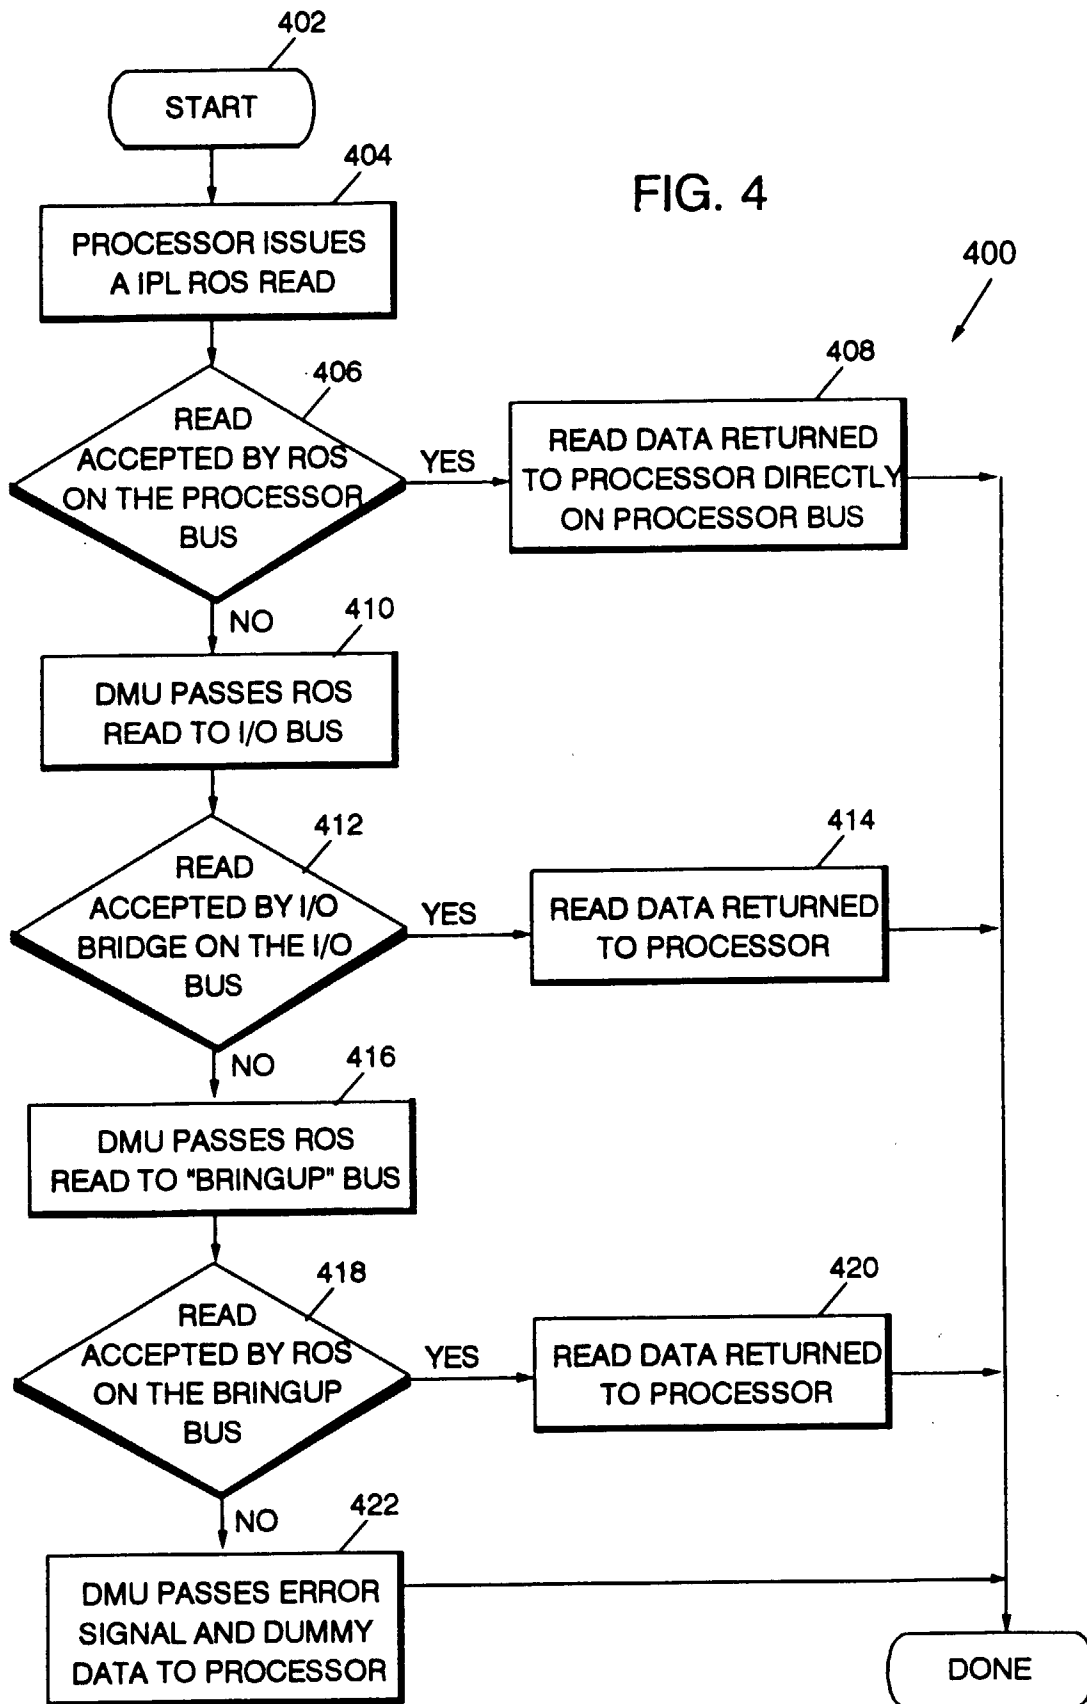 402
START
FIG. 4
404
PROCESSOR ISSUES
A IPL ROS READ
400
406
READ
ACCEPTED BY ROS
ON THE PROCESSOR
BUS
YES
408
READ DATA RETURNED
TO PROCESSOR DIRECTLY
ON PROCESSOR BUS
NO
410
DMU PASSES ROS
READ TO I/O BUS
412
READ
ACCEPTED BY I/O
BRIDGE ON THE I/O
BUS
YES
414
READ DATA RETURNED
TO PROCESSOR
NO
416
DMU PASSES ROS
READ TO "BRINGUP" BUS
418
READ
ACCEPTED BY ROS
ON THE BRINGUP
BUS
YES
420
READ DATA RETURNED
TO PROCESSOR
NO
422
DMU PASSES ERROR
SIGNAL AND DUMMY
DATA TO PROCESSOR
DONE